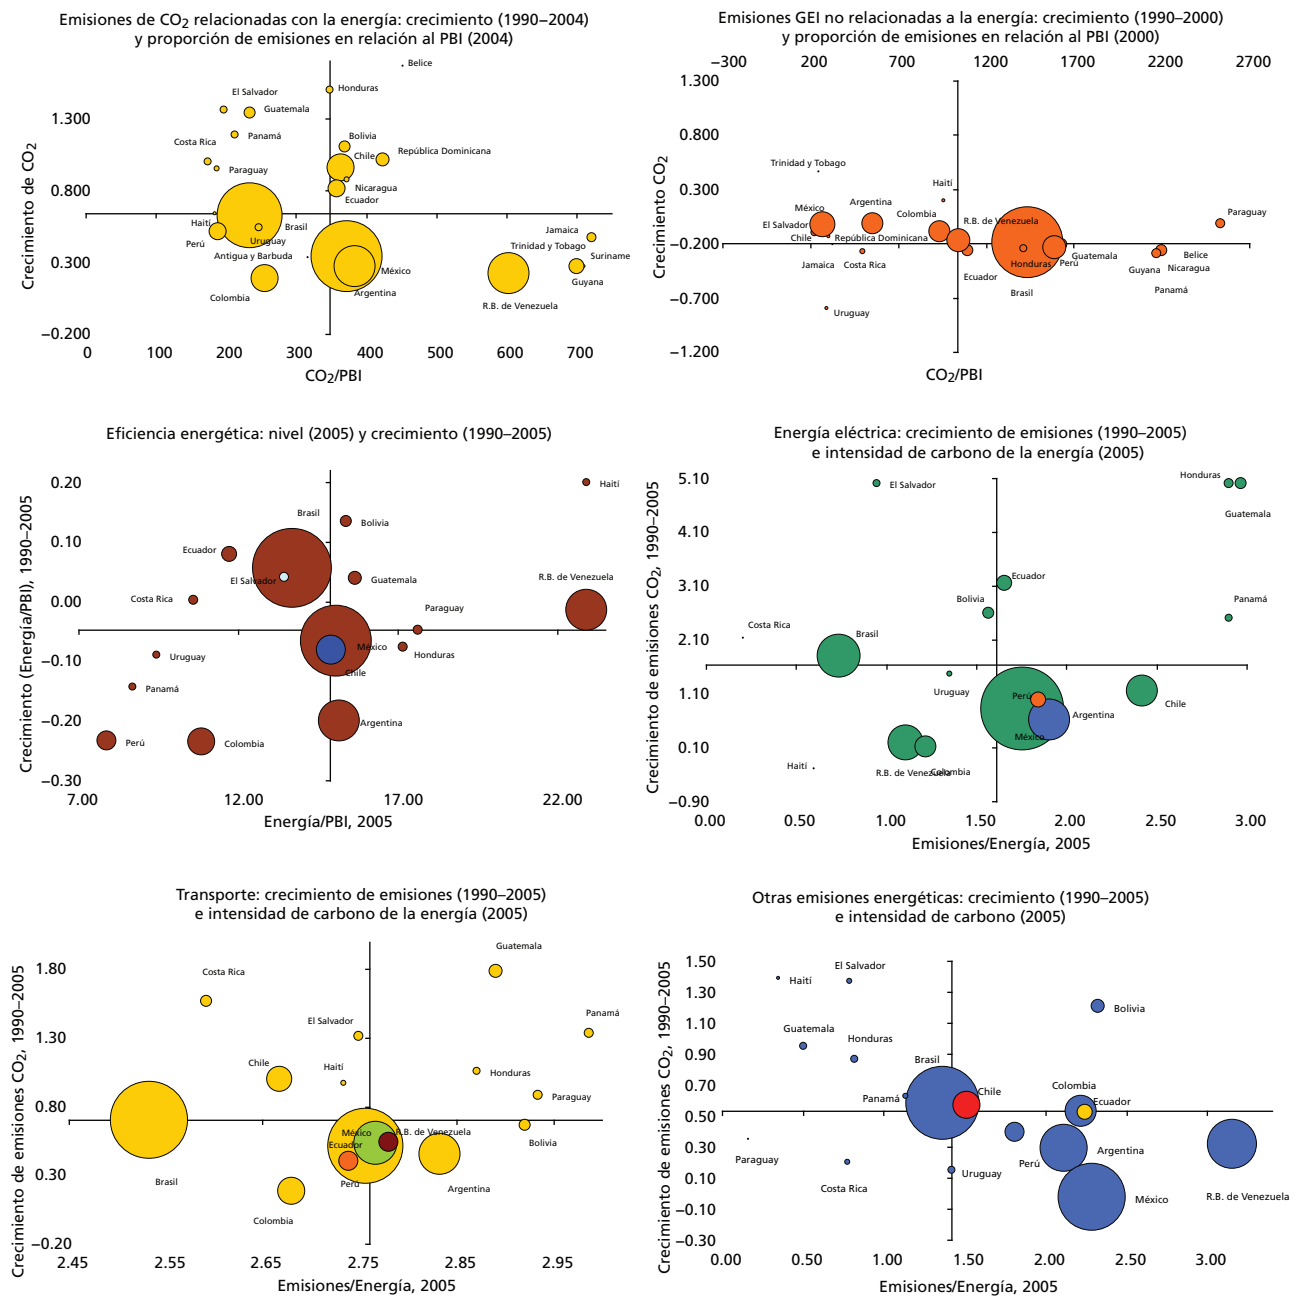 Emisiones de CO2 relacionadas con la energía: crecimiento (1990–2004)
y proporción de emisiones en relación al PBI (2004)
Crecimiento de CO2
1.300
0.800
0.300
−0.200
0
100
200
300
400
500
600
700
CO2/PBI
Belice
Honduras
El Salvador
Guatemala
Panamá
Costa Rica
Paraguay
Bolivia
Chile
República Dominicana
Nicaragua
Ecuador
Haití
Brasil
Perú
Uruguay
Antigua y Barbuda
Colombia
México
Argentina
Jamaica
Trinidad y Tobago
Suriname
Guyana
R.B. de Venezuela
Emisiones GEI no relacionadas a la energía: crecimiento (1990–2000)
y proporción de emisiones en relación al PBI (2000)
−300
200
700
1200
1700
2200
2700
Crecimiento CO2
1.300
0.800
0.300
−0.200
−0.700
−1.200
CO2/PBI
Trinidad y Tobago
Haití
México
Argentina
Colombia
R.B. de Venezuela
Paraguay
El Salvador
Chile
República Dominicana
Jamaica
Costa Rica
Ecuador
Honduras
Perú
Guatemala
Brasil
Belice
Guyana
Nicaragua
Panamá
Uruguay
Eficiencia energética: nivel (2005) y crecimiento (1990–2005)
Crecimiento (Energía/PBI), 1990–2005
0.20
0.10
0.00
−0.10
−0.20
−0.30
7.00
12.00
17.00
22.00
Energía/PBI, 2005
Haití
Brasil
Bolivia
Ecuador
El Salvador
Guatemala
R.B. de Venezuela
Costa Rica
Paraguay
México
Honduras
Uruguay
Chile
Panamá
Argentina
Perú
Colombia
Energía eléctrica: crecimiento de emisiones (1990–2005)
e intensidad de carbono de la energía (2005)
Crecimiento de emisiones CO2, 1990–2005
5.10
4.10
3.10
2.10
1.10
0.10
−0.90
0.00
0.50
1.00
1.50
2.00
2.50
3.00
Emisiones/Energía, 2005
El Salvador
Honduras
Guatemala
Ecuador
Bolivia
Panamá
Costa Rica
Brasil
Uruguay
Perú
Chile
Argentina
México
Haití
R.B. de Venezuela
Colombia
Transporte: crecimiento de emisiones (1990–2005)
e intensidad de carbono de la energía (2005)
Crecimiento de emisiones CO2, 1990–2005
1.80
1.30
0.80
0.30
−0.20
2.45
2.55
2.65
2.75
2.85
2.95
Emisiones/Energía, 2005
Guatemala
Costa Rica
Panamá
El Salvador
Chile
Haití
Honduras
Paraguay
México
R.B. de Venezuela
Ecuador
Bolivia
Brasil
Perú
Argentina
Colombia
Otras emisiones energéticas: crecimiento (1990–2005)
e intensidad de carbono (2005)
Crecimiento de emisiones CO2, 1990–2005
1.50
1.30
1.10
0.90
0.70
0.50
0.30
0.10
−0.10
−0.30
0.00
0.50
1.00
1.50
2.00
2.50
3.00
Emisiones/Energía, 2005
El Salvador
Haití
Bolivia
Guatemala
Honduras
Brasil
Panamá
Chile
Colombia
Ecuador
Paraguay
Costa Rica
Uruguay
Perú
Argentina
México
R.B. de Venezuela